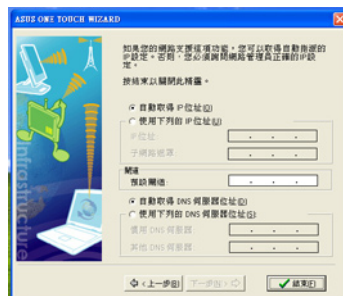 ASUS ONE TOUCH WIZARD
如果您的網路支援這項功能，您可以取得自動指派的
IP設定。否則，您必須詢問網路管理員正確的IP設
定。
按結束以關閉此精靈。
自動取得 IP位址(O)
使用下列的 IP位址(U)
IP位址:
子網路遮罩:
閘道
預設閘道:
自動取得 DNS 伺服器位址(O)
使用下列的 DNS 伺服器位址(S):
慣用 DNS 伺服器:
其他 DNS 伺服器:
<上一步(B) 下一步(N)> 結束(F)
Infrastructure